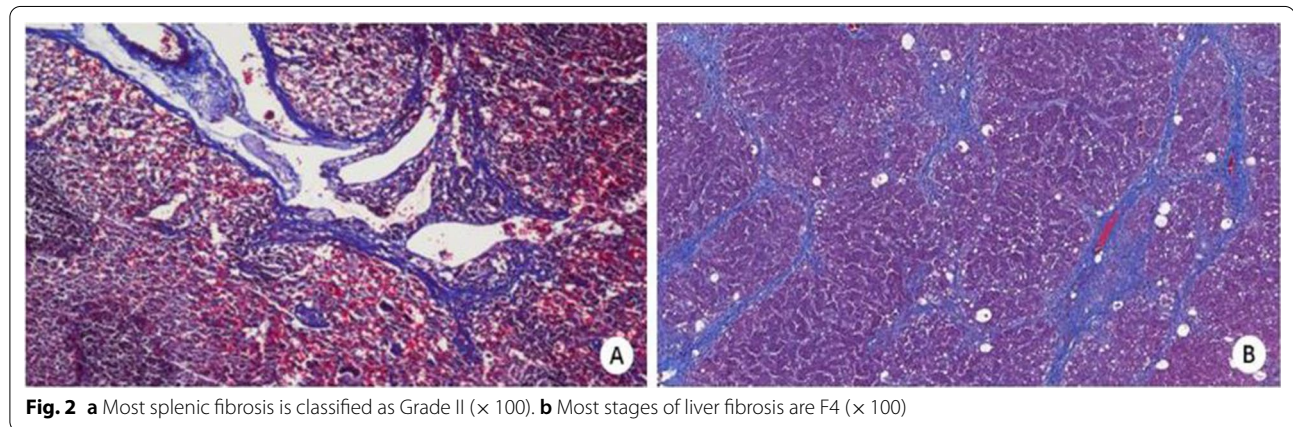 A
B
Fig. 2 a Most splenic fibrosis is classified as Grade II (× 100). b Most stages of liver fibrosis are F4 (× 100)